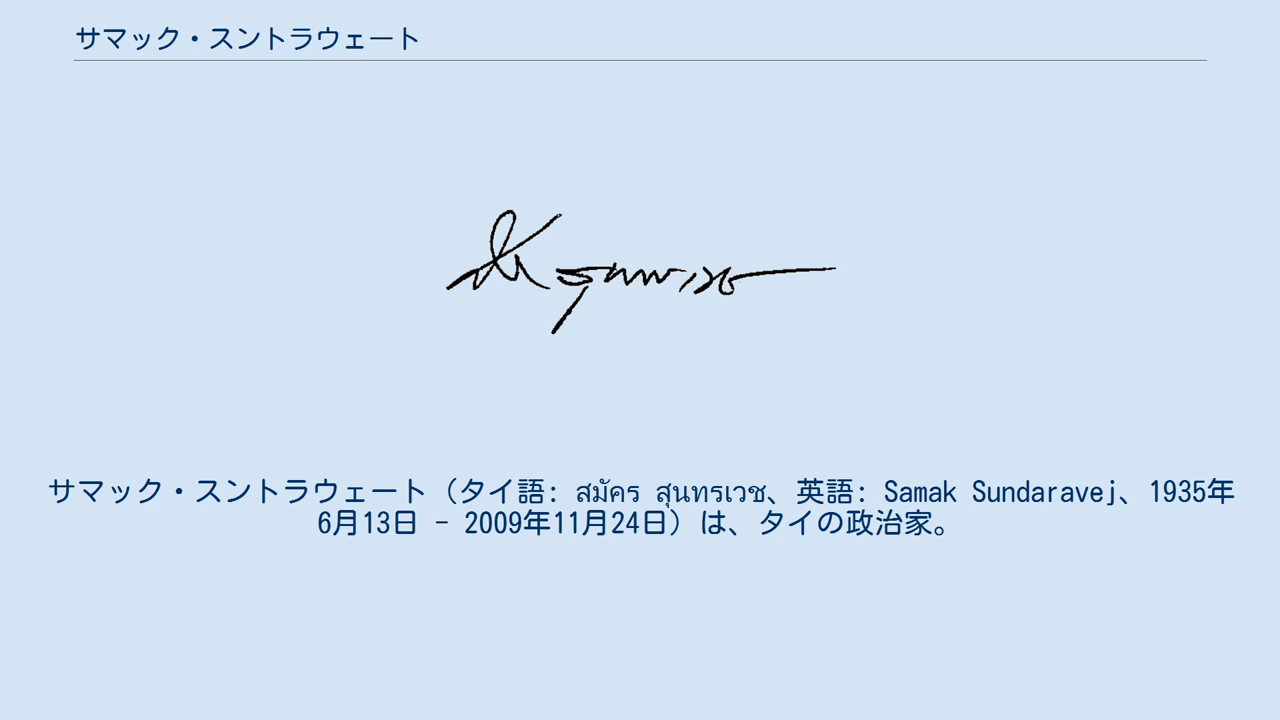 サマック・スントラウェート
サマック・スントラウェート（タイ語: สมัคร สุนทรเวช、英語: Samak Sundaravej、1935年
6月13日 - 2009年11月24日）は、タイの政治家。